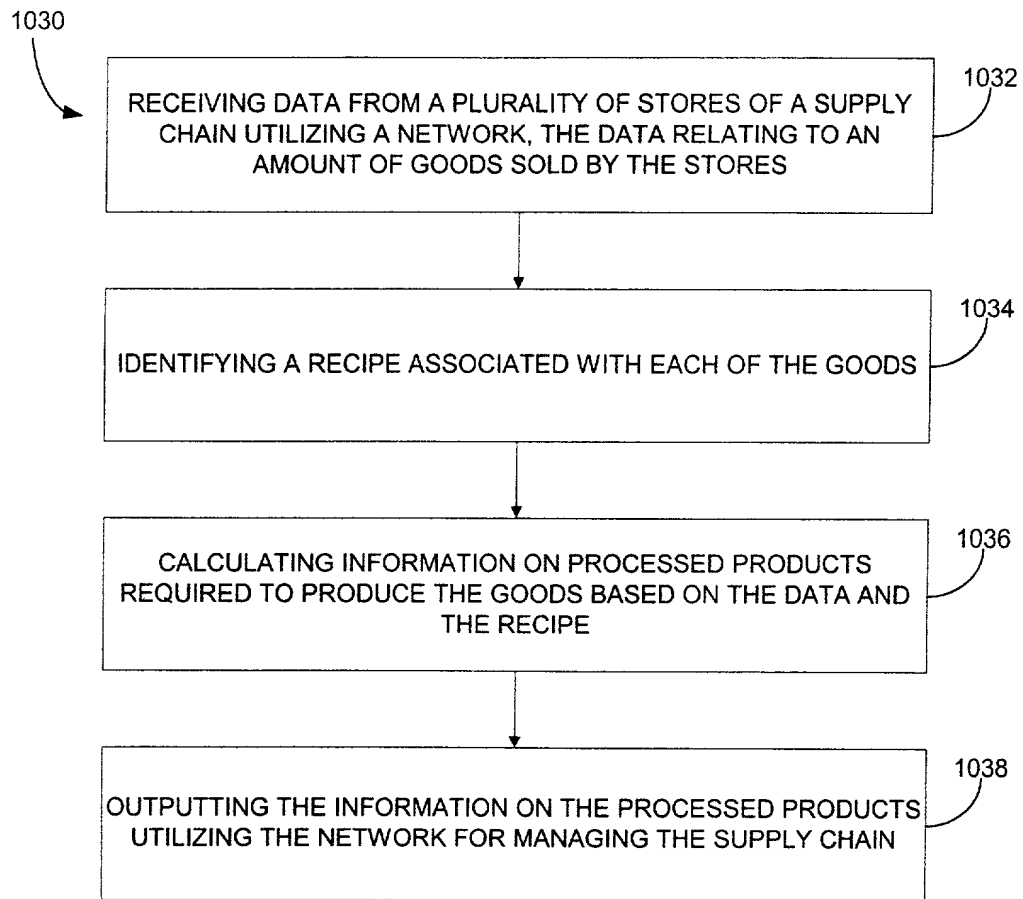 1030
1032
RECEIVING DATA FROM A PLURALITY OF STORES OF A SUPPLY
CHAIN UTILIZING A NETWORK, THE DATA RELATING TO AN
AMOUNT OF GOODS SOLD BY THE STORES
1034
IDENTIFYING A RECIPE ASSOCIATED WITH EACH OF THE GOODS
1036
CALCULATING INFORMATION ON PROCESSED PRODUCTS
REQUIRED TO PRODUCE THE GOODS BASED ON THE DATA AND
THE RECIPE
1038
OUTPUTTING THE INFORMATION ON THE PROCESSED PRODUCTS
UTILIZING THE NETWORK FOR MANAGING THE SUPPLY CHAIN